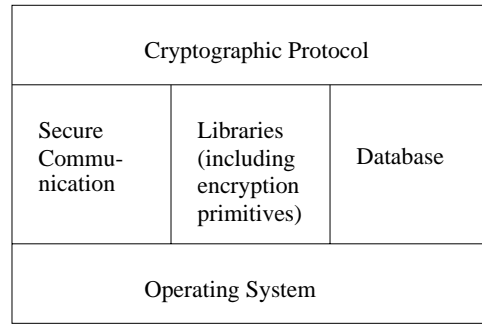 Cryptographic Protocol
Secure
Commu-
nication
Libraries
(including
encryption
primitives)
Database
Operating System